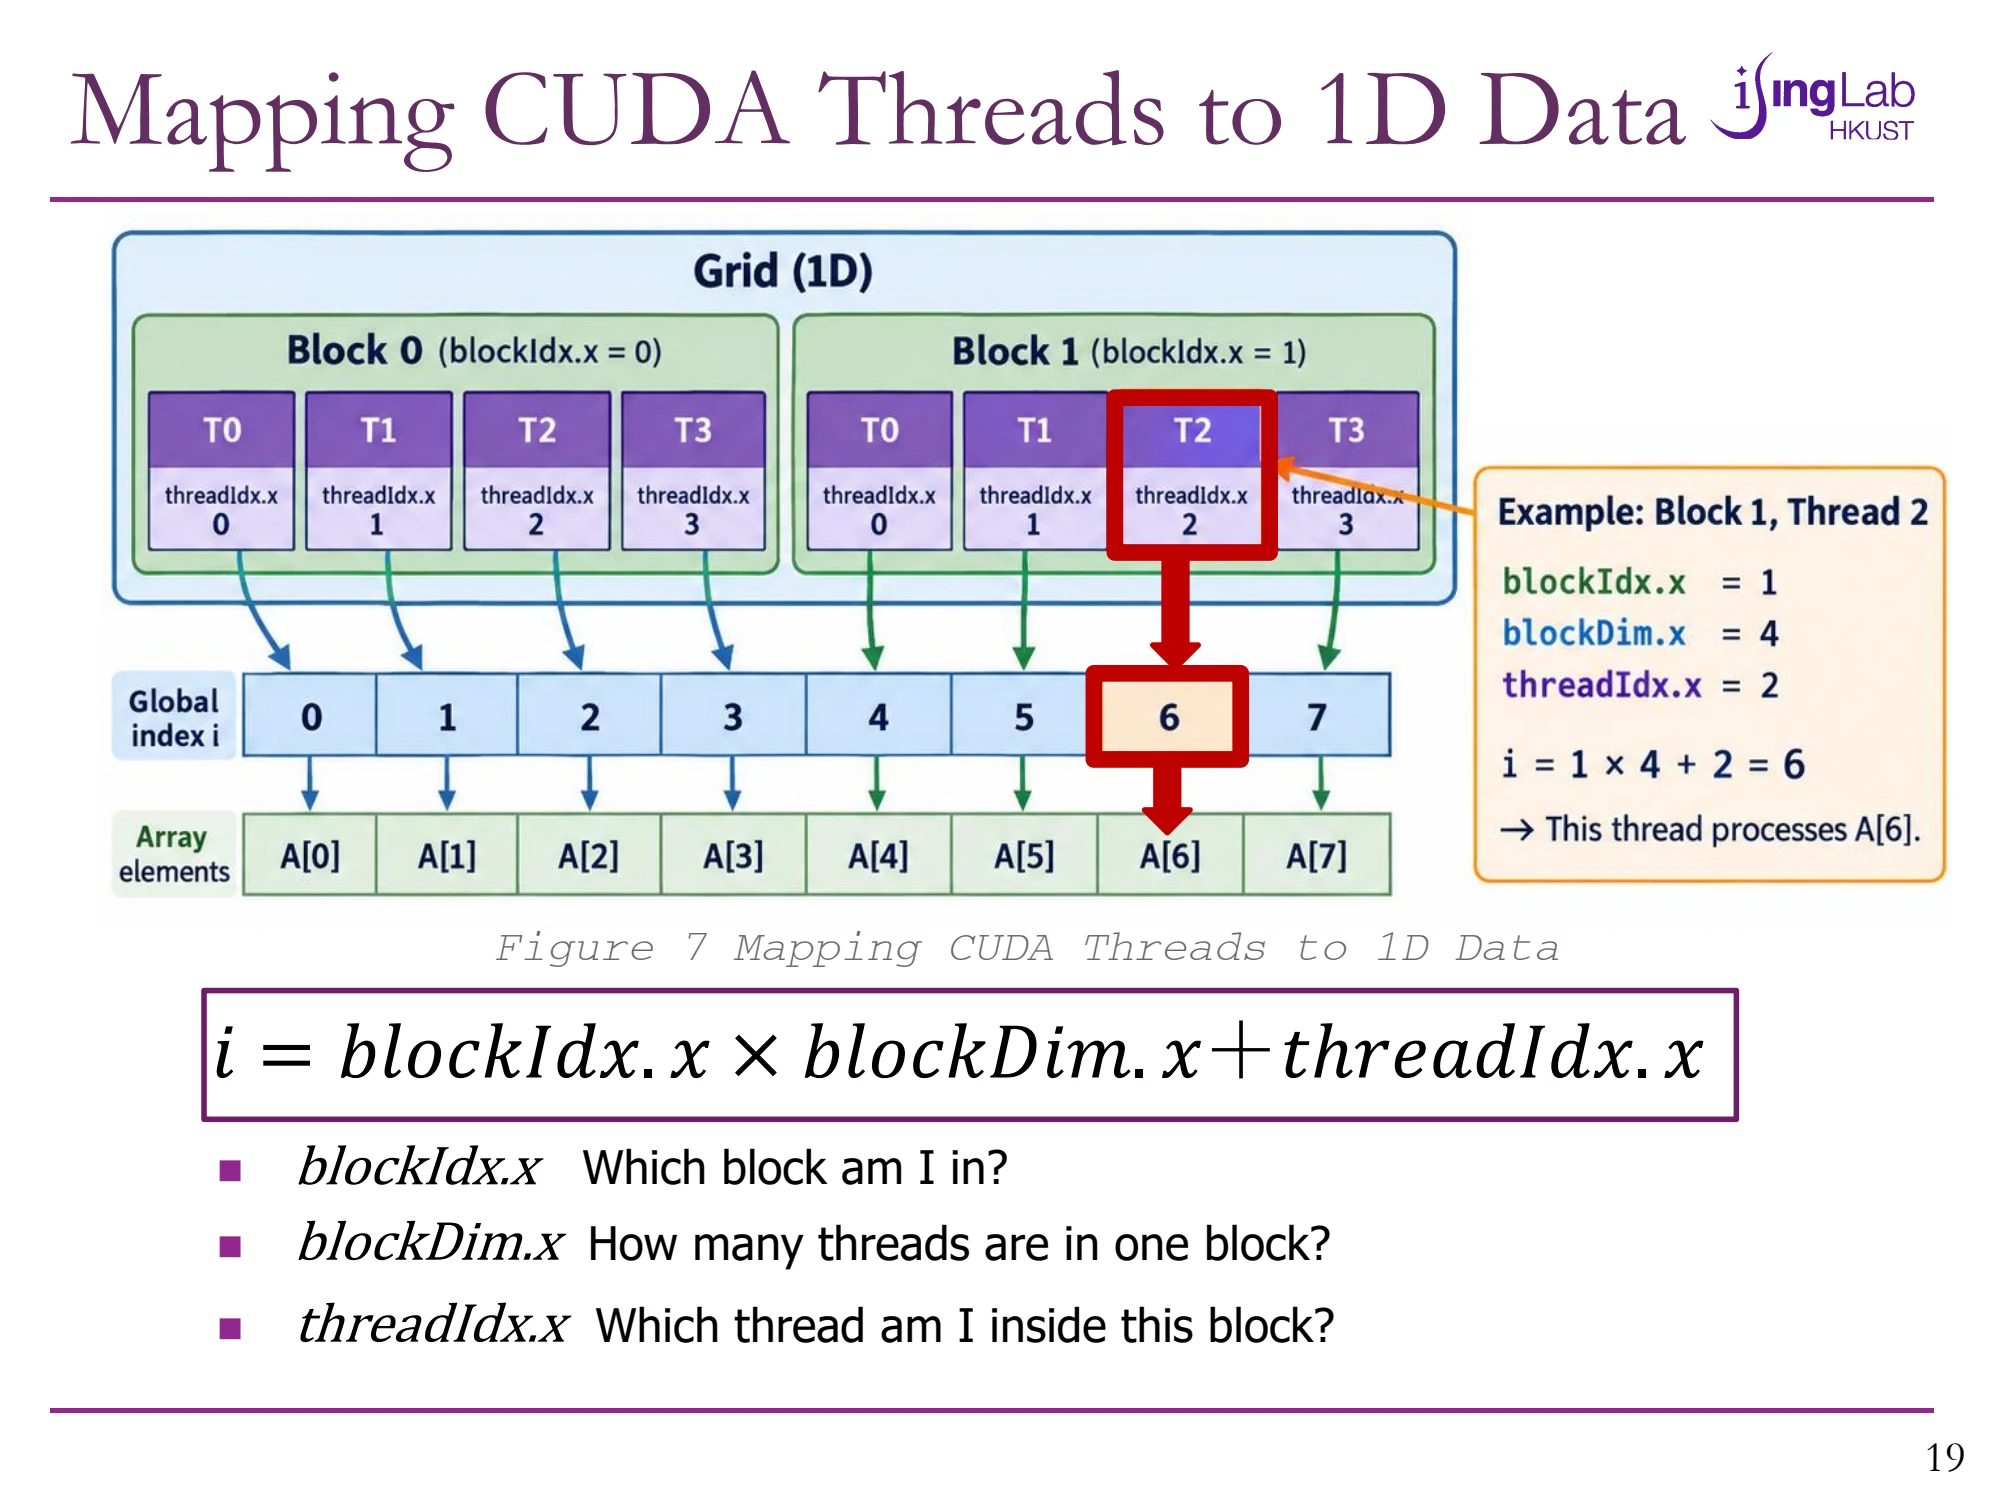 Mapping CUDA Threads to 1D Data
isingLab
HKUST
Grid (1D)
Block 0 (blockIdx.x = 0)
Block 1 (blockIdx.x = 1)
T0 T1 T2 T3 T0 T1 T2 T3
threadIdx.x threadIdx.x threadIdx.x threadIdx.x threadIdx.x threadIdx.x threadIdx.x threadIdx.x
0 1 2 3 0 1 2 3
Example: Block 1, Thread 2
blockIdx.x = 1
blockDim.x = 4
threadIdx.x = 2
i = 1 × 4 + 2 = 6
→ This thread processes A[6].
Global
index i
0 1 2 3 4 5 6 7
Array
elements
A[0] A[1] A[2] A[3] A[4] A[5] A[6] A[7]
Figure 7 Mapping CUDA Threads to 1D Data
i = blockIdx.x × blockDim.x+threadIdx.x
■ blockIdx.x Which block am I in?
■ blockDim.x How many threads are in one block?
■ threadIdx.x Which thread am I inside this block?
19